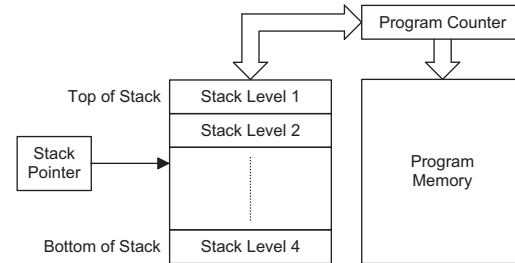 Program Counter
Top of Stack
Stack Level 1
Stack Level 2
Stack
Pointer
Program
Memory
Bottom of Stack
Stack Level 4